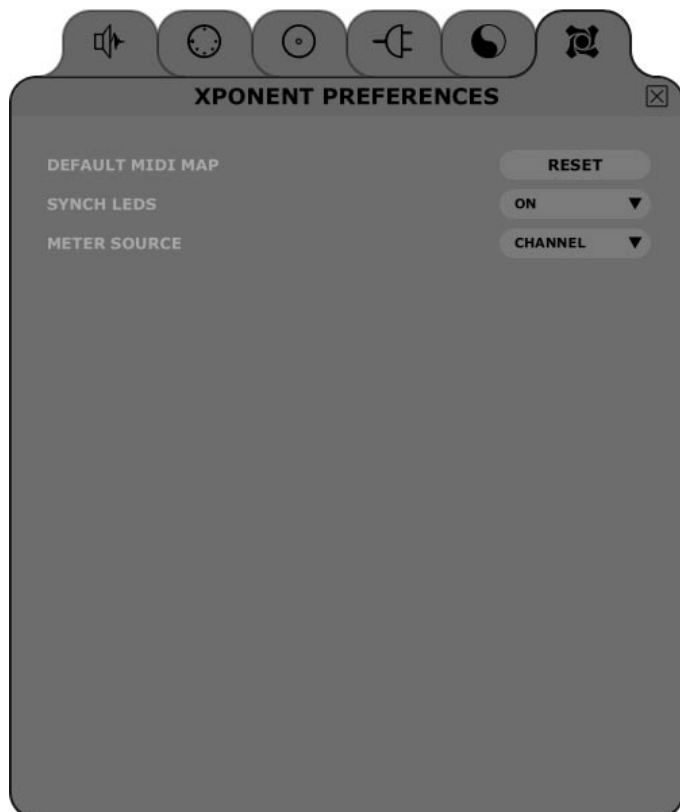 XPONENT PREFERENCES
DEFAULT MIDI MAP RESET
SYNCH LEDS ON
METER SOURCE CHANNEL